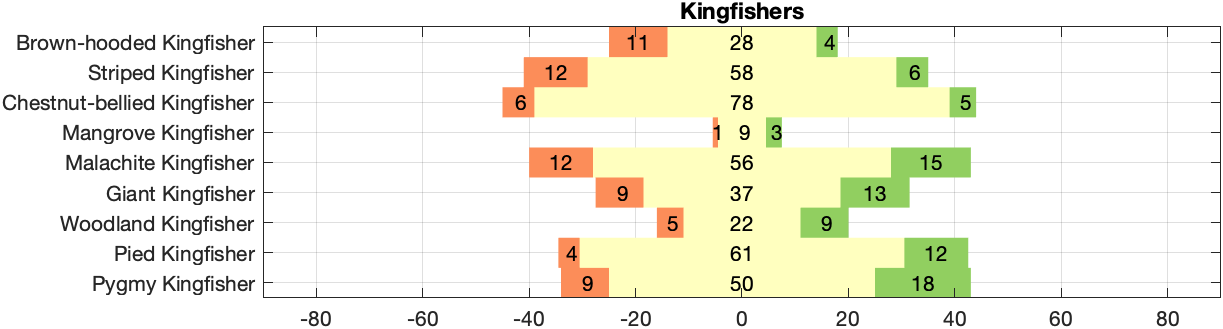 Kingfishers
Brown-hooded Kingfisher 11 28 4
Striped Kingfisher 12 58 6
Chestnut-bellied Kingfisher 6 78 5
Mangrove Kingfisher 1 9 3
Malachite Kingfisher 12 56 15
Giant Kingfisher 9 37 13
Woodland Kingfisher 5 22 9
Pied Kingfisher 4 61 12
Pygmy Kingfisher 9 50 18
-80 -60 -40 -20 0 20 40 60 80